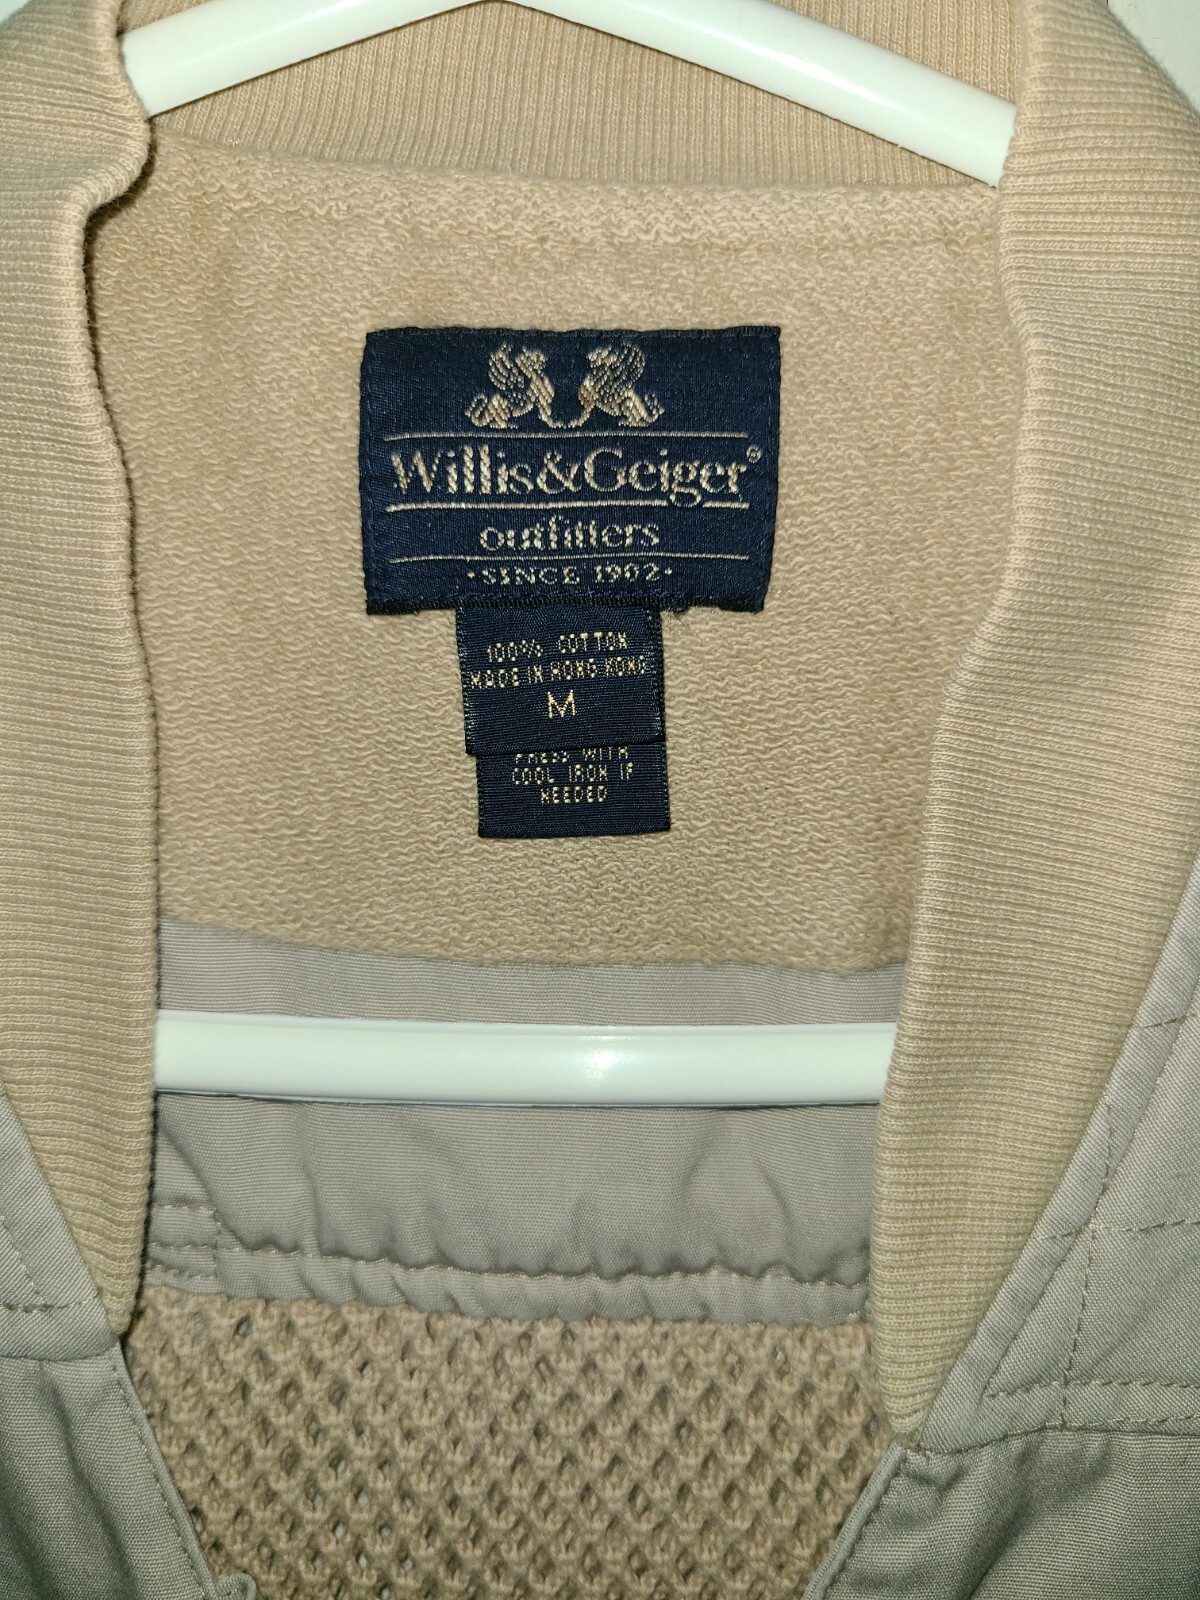 Willis&Geiger®
outfitters
·SINCE 1902·
100% COTTON
MADE IN HONG KONG
M
PRESS WITH
COOL IRON IF
NEEDED